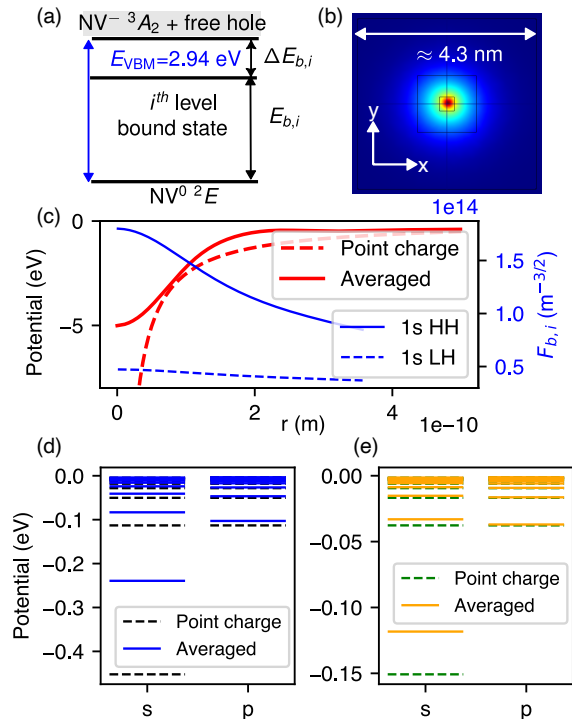 (a)
NV⁻ ³A₂ + free hole
E_VBM=2.94 eV
ΔE_b,i
iᵗʰ level
bound state
E_b,i
NV⁰ ²E
(b)
≈ 4.3 nm
y
x
(c)
1e14
Potential (eV)
0
−5
Point charge
Averaged
1s HH
1s LH
1.5
1.0
0.5
F_b,i (m⁻³/²)
0
2
4
r (m)
1e−10
(d)
Potential (eV)
0.0
−0.1
−0.2
−0.3
−0.4
Point charge
Averaged
s
p
(e)
0.00
−0.05
−0.10
−0.15
Point charge
Averaged
s
p